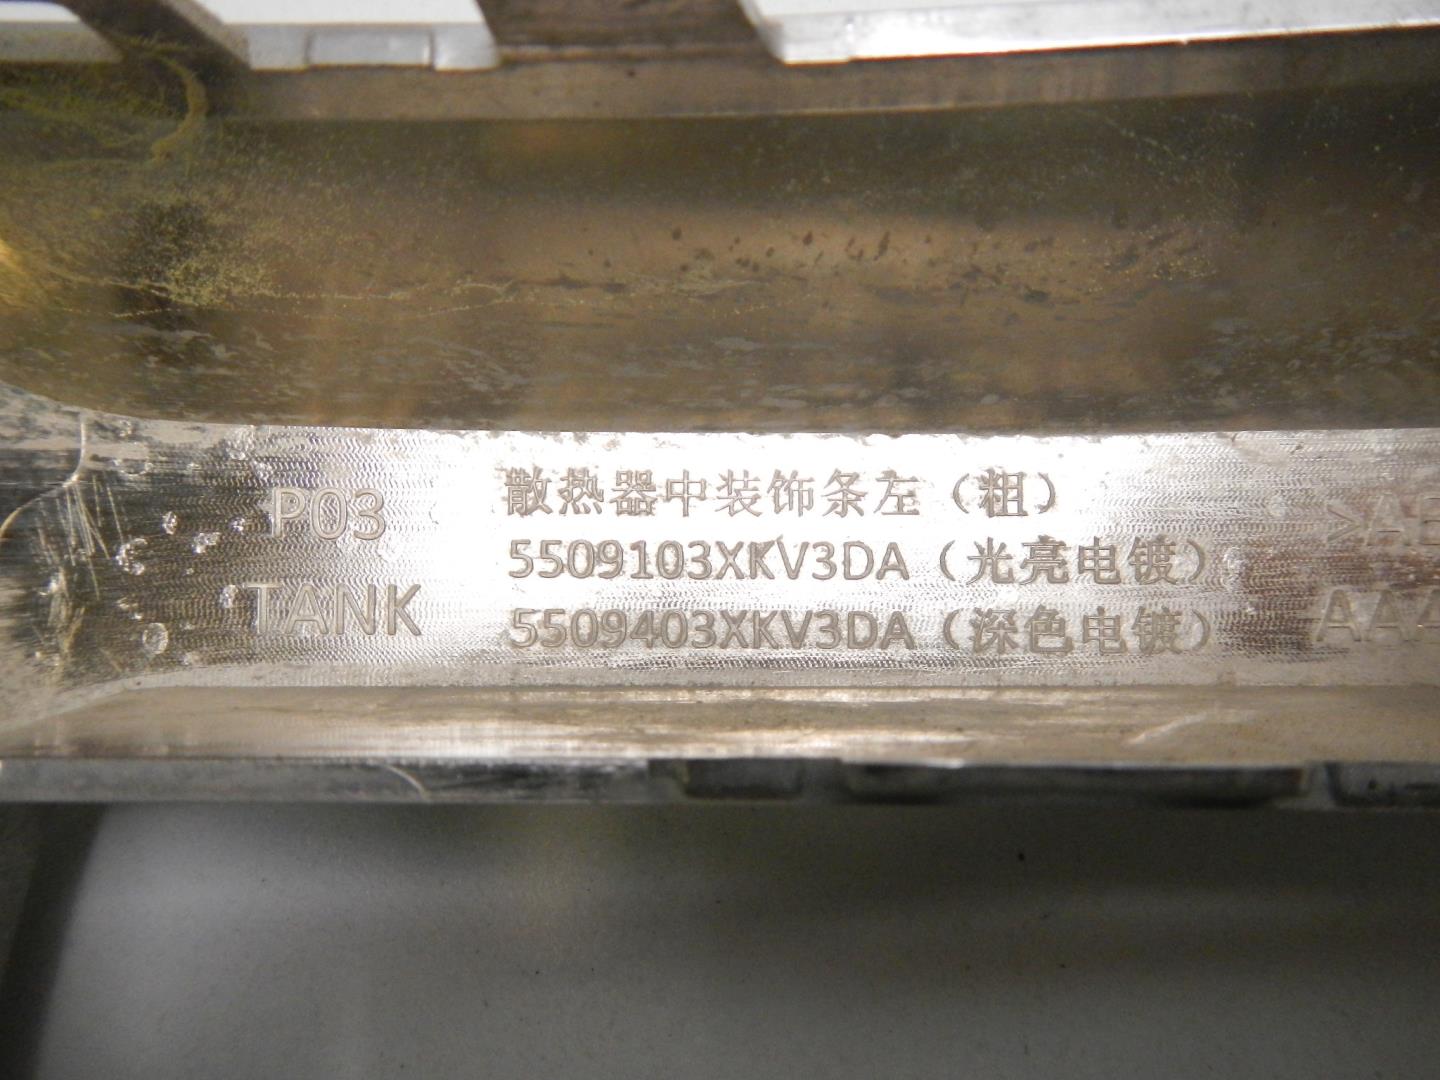 P03
TANK
散热器中装饰条左（粗）
5509103XKV3DA（光亮电镀）
5509403XKV3DA（深色电镀）